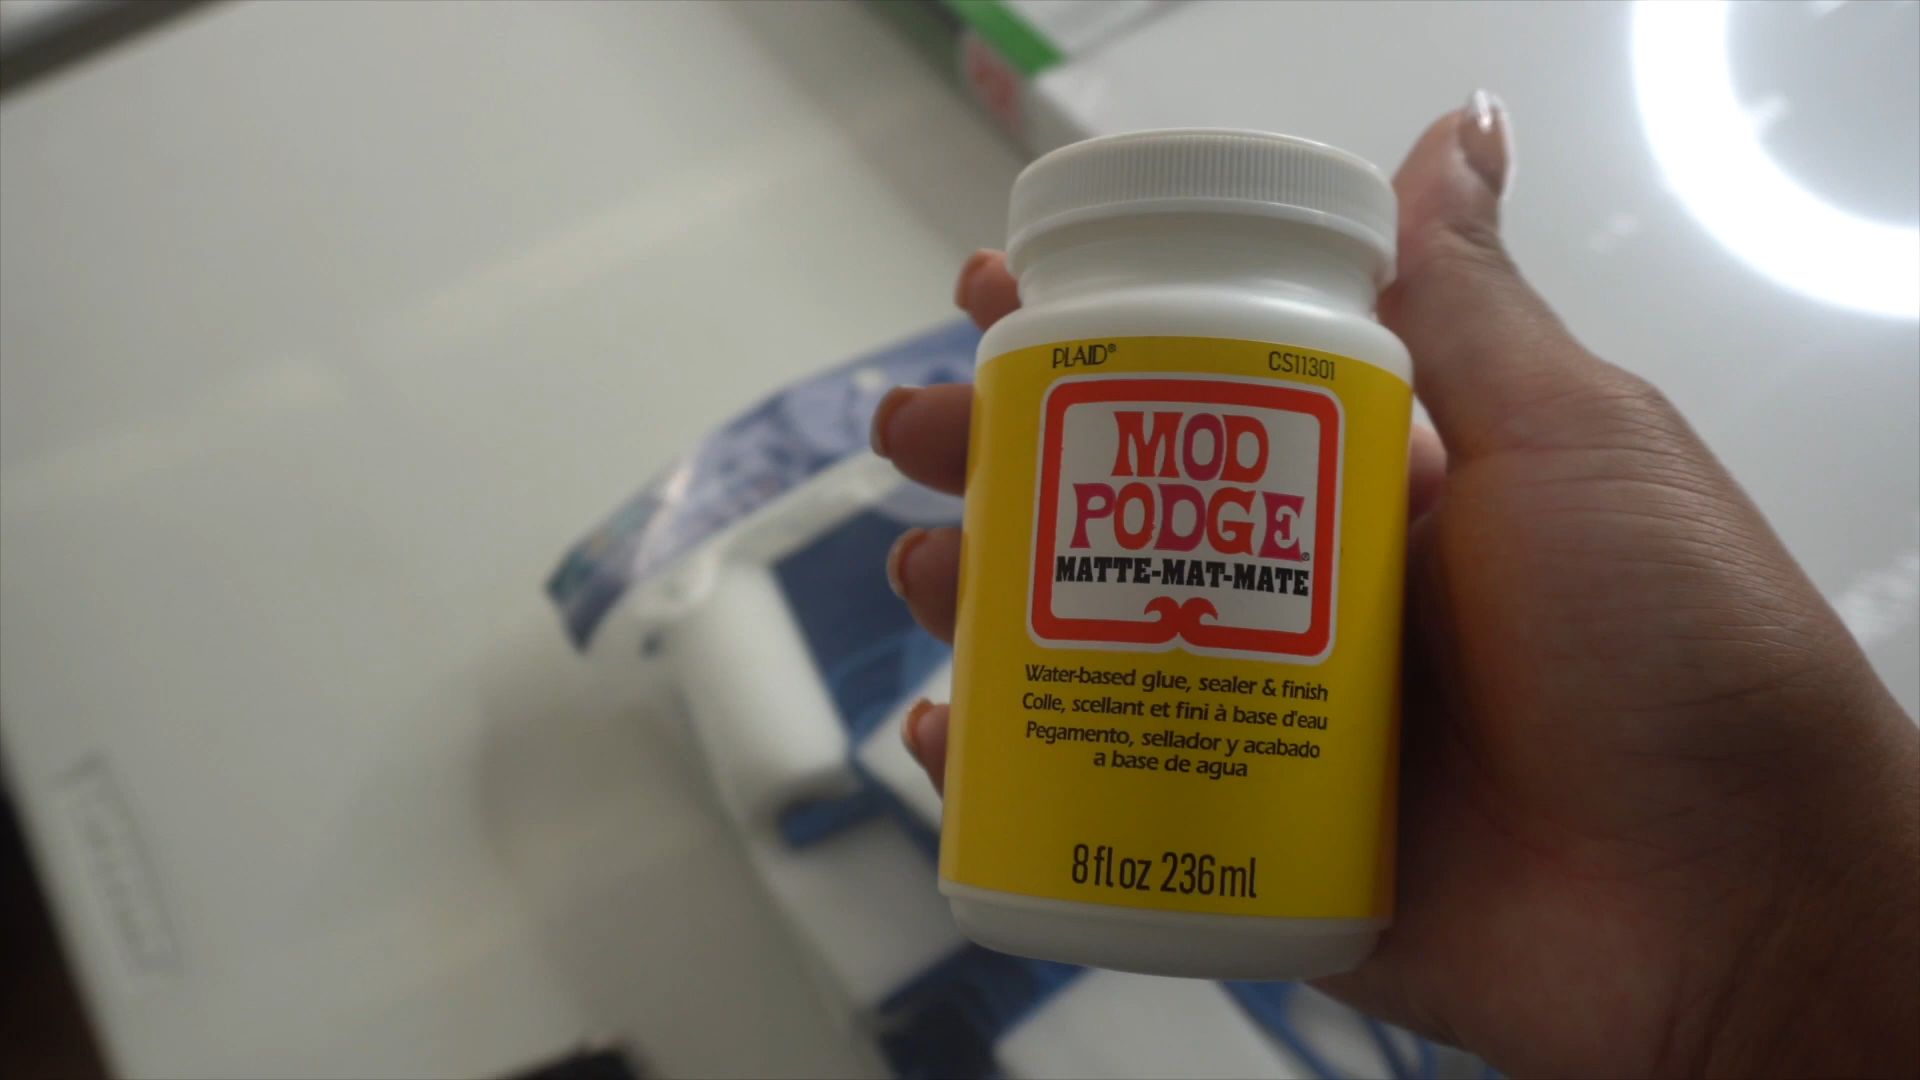 PLAID®
CS11301
MOD
PODGE®
MATTE-MAT-MATE
Water-based glue, sealer & finish
Colle, scellant et fini à base d'eau
Pegamento, sellador y acabado
a base de agua
8 fl oz 236 ml